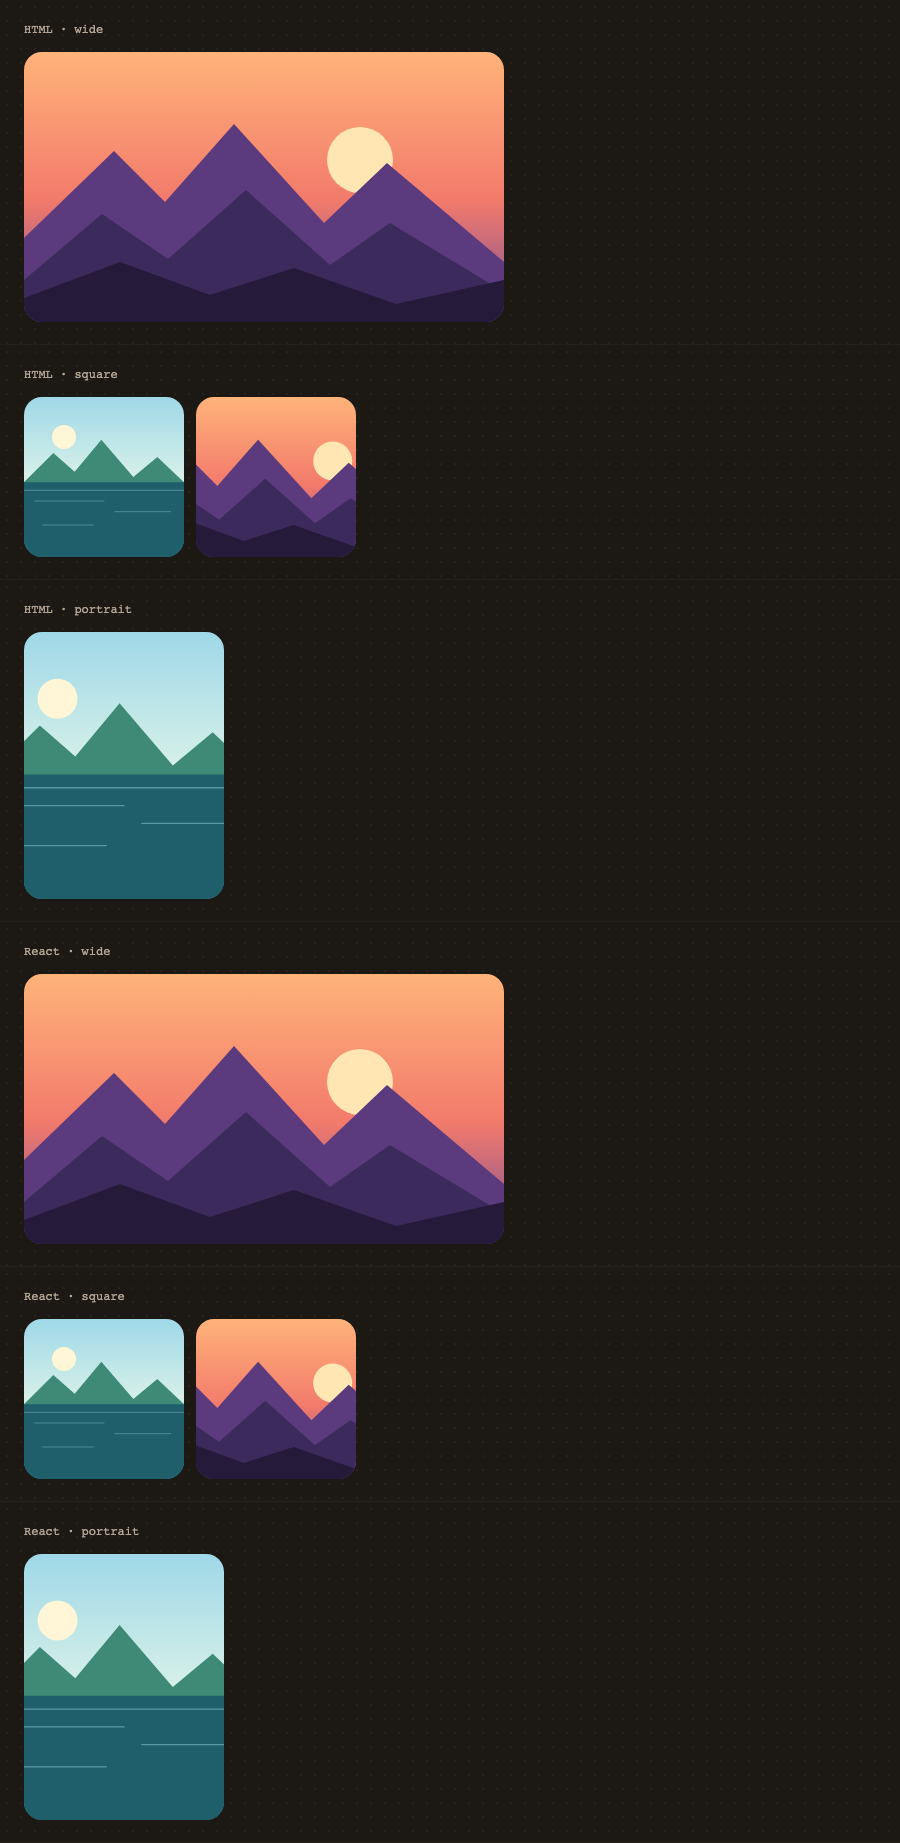 HTML · wide
HTML · square
HTML · portrait
React · wide
React · square
React · portrait